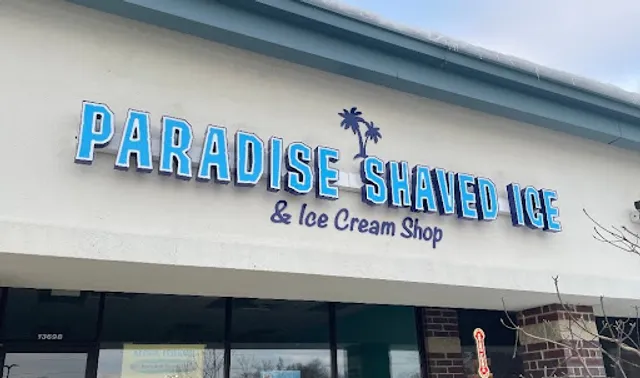 PARADISE SHAVED ICE
& Ice Cream Shop
13698